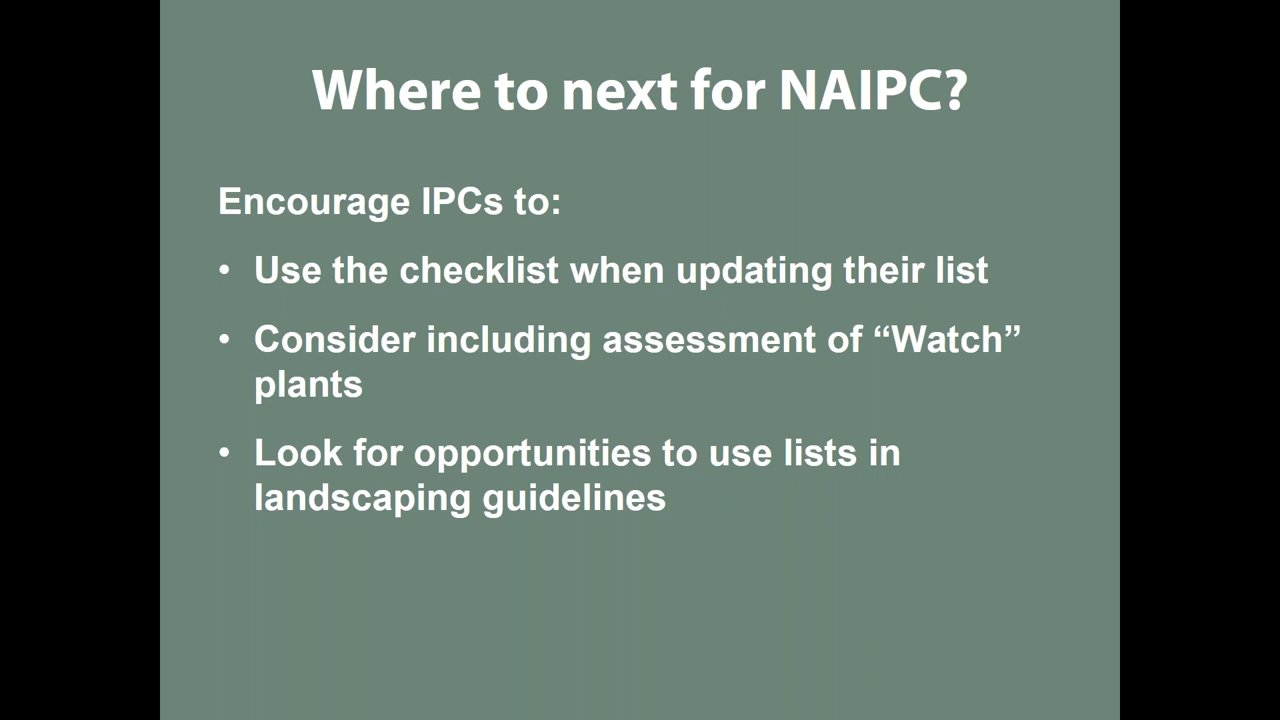 Where to next for NAIPC?
Encourage IPCs to:
• Use the checklist when updating their list
• Consider including assessment of “Watch”
plants
• Look for opportunities to use lists in
landscaping guidelines